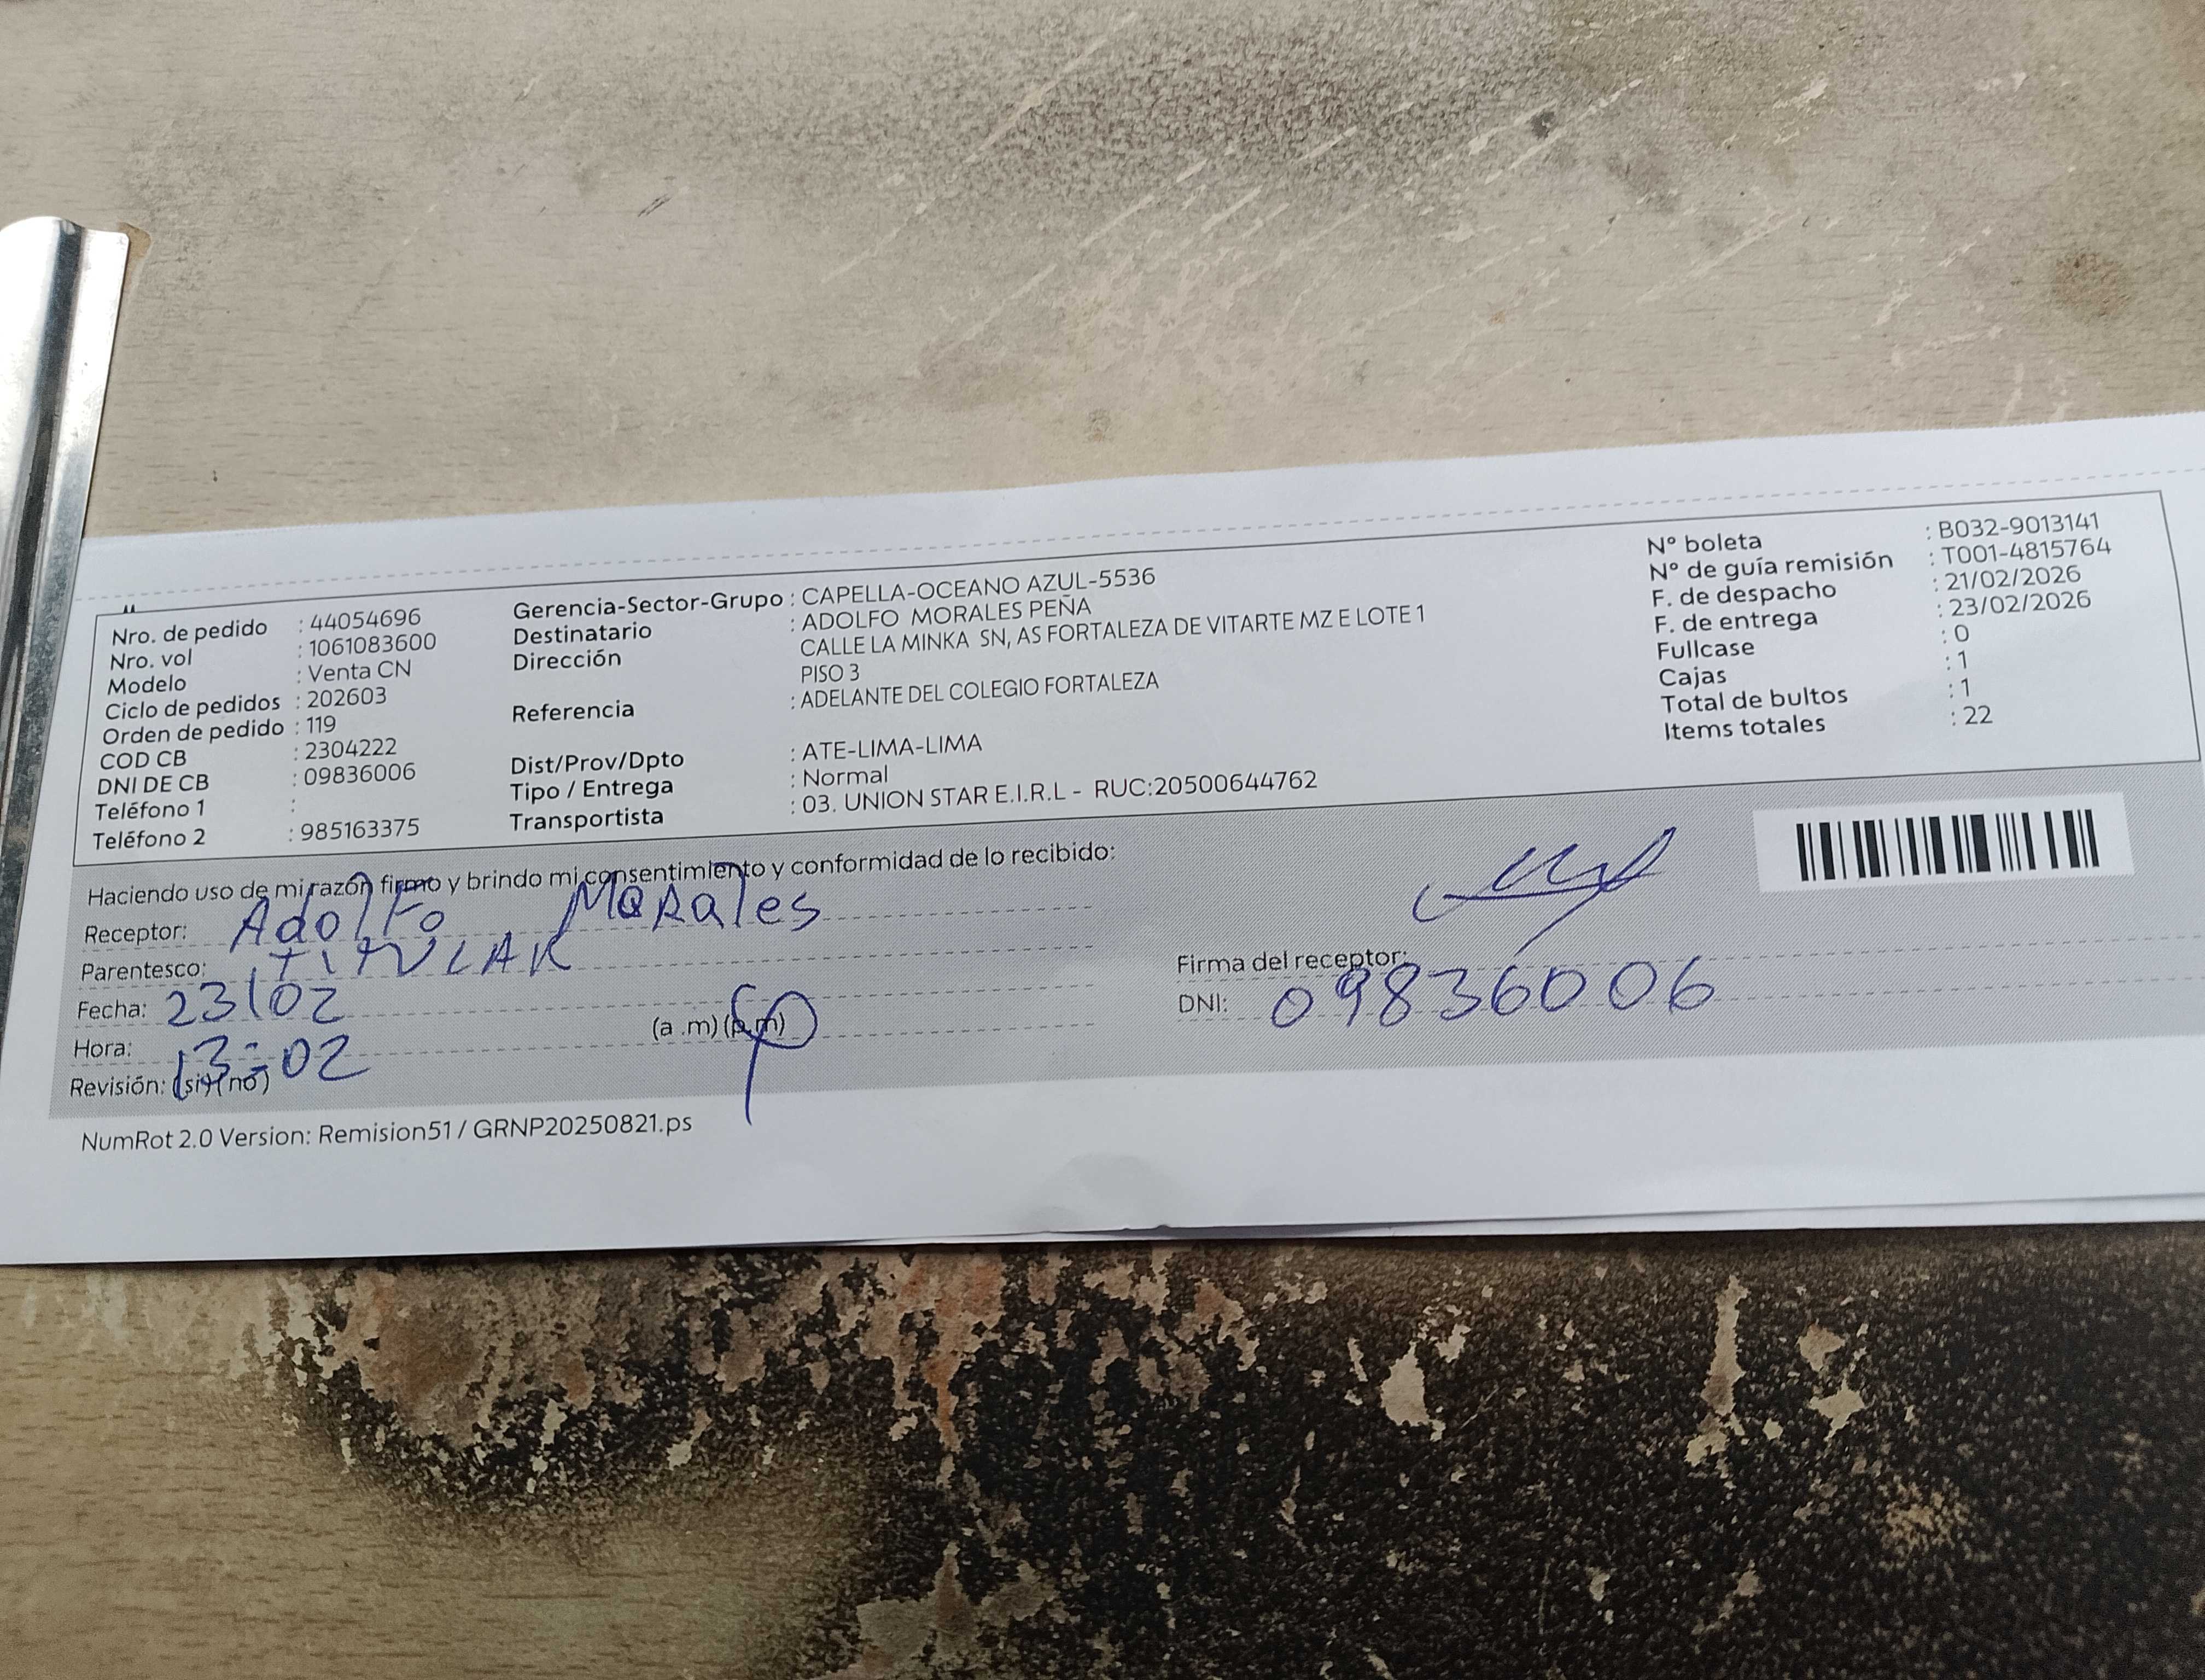 Nro. de pedido : 44054696
Nro. vol : 1061083600
Modelo : Venta CN
Ciclo de pedidos : 202603
Orden de pedido : 119
COD CB : 2304222
DNI DE CB : 09836006
Teléfono 1 :
Teléfono 2 : 985163375
Gerencia-Sector-Grupo : CAPELLA-OCEANO AZUL-5536
Destinatario : ADOLFO MORALES PEÑA
Dirección CALLE LA MINKA SN, AS FORTALEZA DE VITARTE MZ E LOTE 1
PISO 3
Referencia : ADELANTE DEL COLEGIO FORTALEZA
Dist/Prov/Dpto : ATE-LIMA-LIMA
Tipo / Entrega : Normal
Transportista : 03. UNION STAR E.I.R.L - RUC:20500644762
N° boleta : B032-9013141
N° de guía remisión : T001-4815764
F. de despacho : 21/02/2026
F. de entrega : 23/02/2026
Fullcase : 0
Cajas : 1
Total de bultos : 1
Items totales : 22
Haciendo uso de mi razón firmo y brindo mi consentimiento y conformidad de lo recibido:
Receptor: Adolfo Morales
Parentesco: TITULAR
Fecha: 23/02
Hora: 13:02 (a .m) (p.m)
Revisión: (si) (no)
Firma del receptor:
DNI: 09836006
NumRot 2.0 Version: Remision51 / GRNP20250821.ps